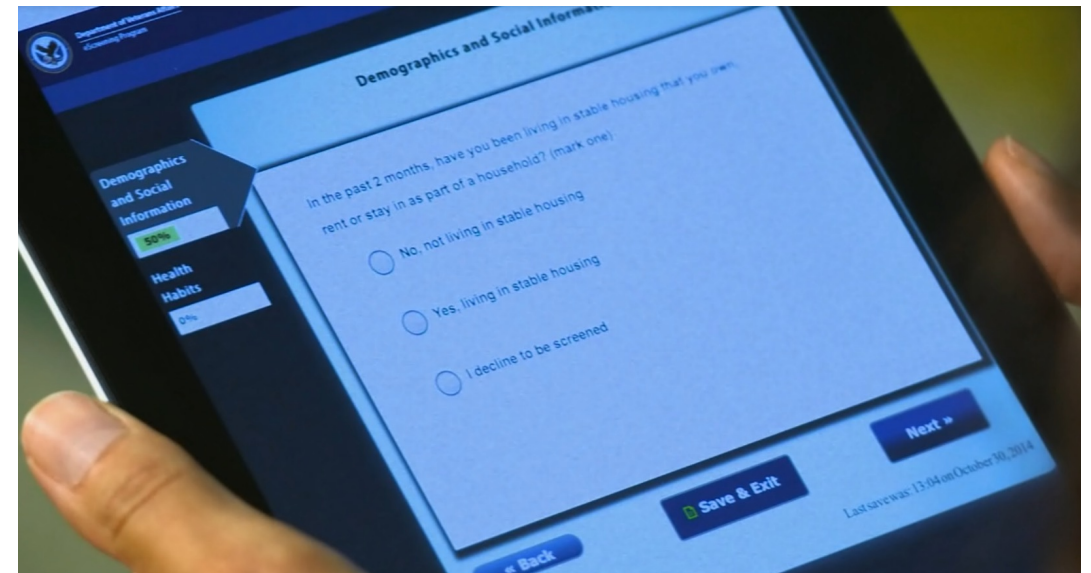 Department of Veterans Affairs
eScreening Program
Demographics and Social
Demographics
and Social
Information
50%
Health
Habits
0%
In the past 2 months, have you been living in stable housing that you own,
rent or stay in as part of a household? (mark one)
No, not living in stable housing
Yes, living in stable housing
I decline to be screened
« Back
Save & Exit
Next »
Last save was: 13:04 on October 30, 2014